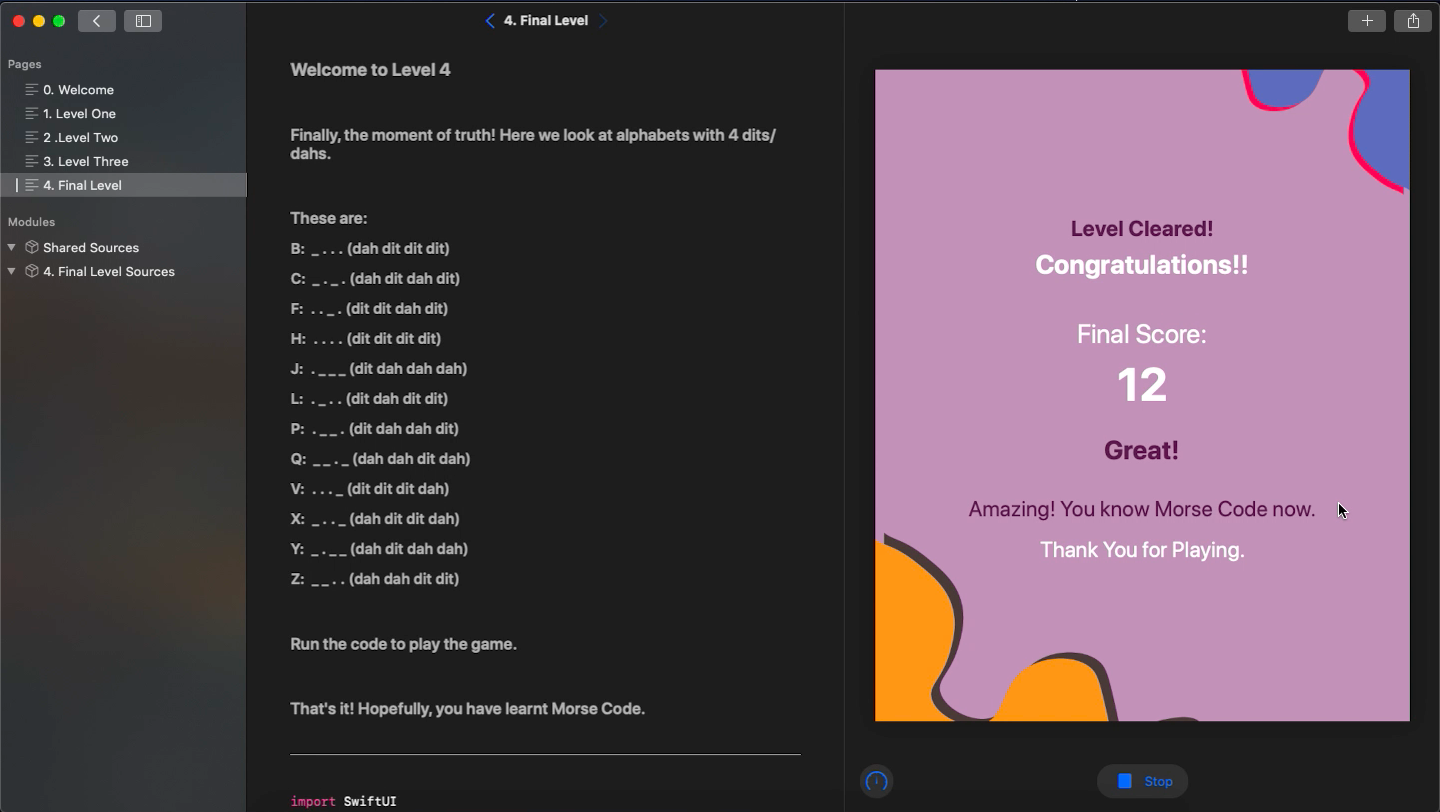 4. Final Level
Pages
0. Welcome
1. Level One
2 .Level Two
3. Level Three
4. Final Level
Modules
Shared Sources
4. Final Level Sources
Welcome to Level 4
Finally, the moment of truth! Here we look at alphabets with 4 dits/
dahs.
These are:
B: _ . . . (dah dit dit dit)
C: _ . _ . (dah dit dah dit)
F: . . _ . (dit dit dah dit)
H: . . . . (dit dit dit dit)
J: . _ _ _ (dit dah dah dah)
L: . _ . . (dit dah dit dit)
P: . _ _ . (dit dah dah dit)
Q: _ _ . _ (dah dah dit dah)
V: . . . _ (dit dit dit dah)
X: _ . . _ (dah dit dit dah)
Y: _ . _ _ (dah dit dah dah)
Z: _ _ . . (dah dah dit dit)
Run the code to play the game.
That's it! Hopefully, you have learnt Morse Code.
import SwiftUI
Level Cleared!
Congratulations!!
Final Score:
12
Great!
Amazing! You know Morse Code now.
Thank You for Playing.
Stop